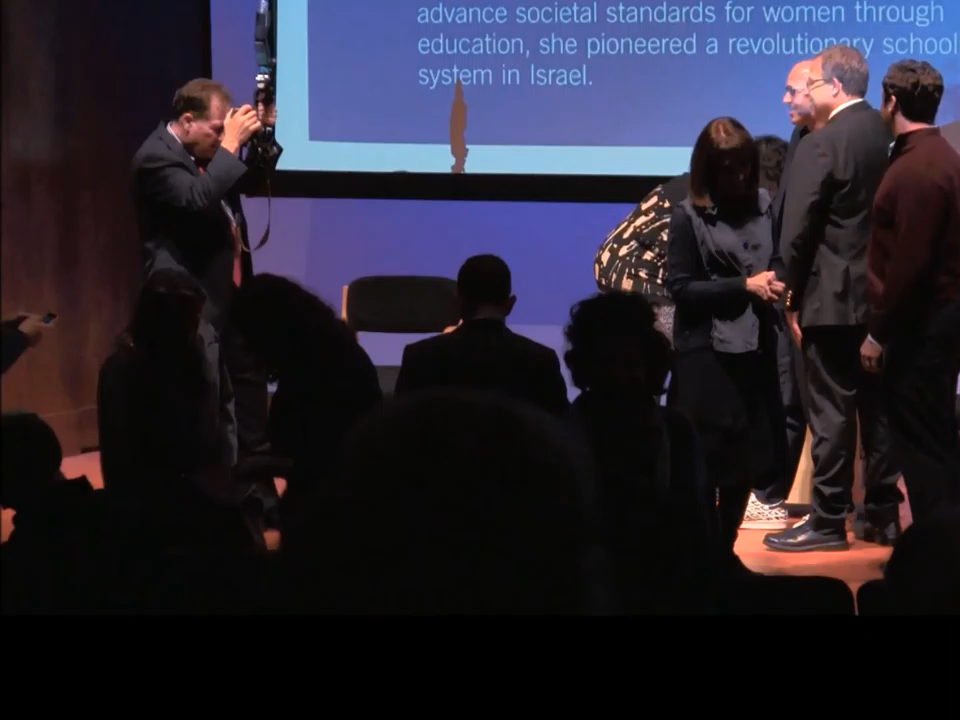 advance societal standards for women through
education, she pioneered a revolutionary school
system in Israel.